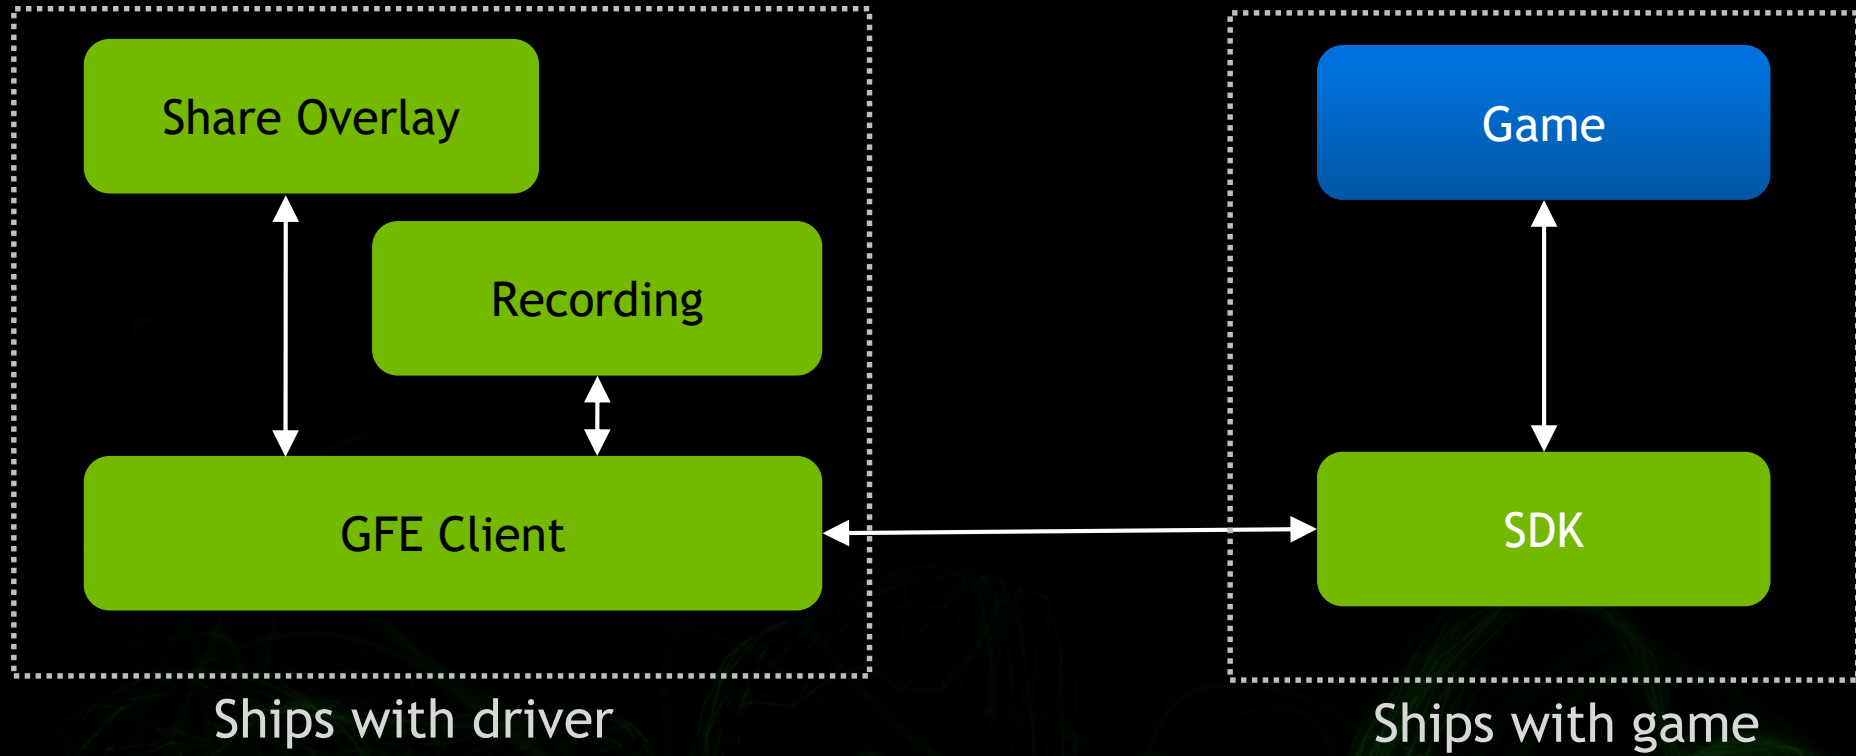 Share Overlay
Recording
GFE Client
Ships with driver
Game
SDK
Ships with game